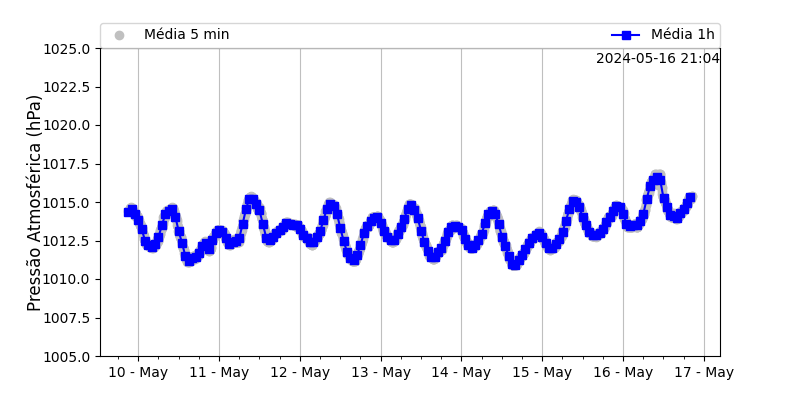 Média 5 min
Média 1h
2024-05-16 21:04
Pressão Atmosférica (hPa)
1025.0
1022.5
1020.0
1017.5
1015.0
1012.5
1010.0
1007.5
1005.0
10 - May 11 - May 12 - May 13 - May 14 - May 15 - May 16 - May 17 - May